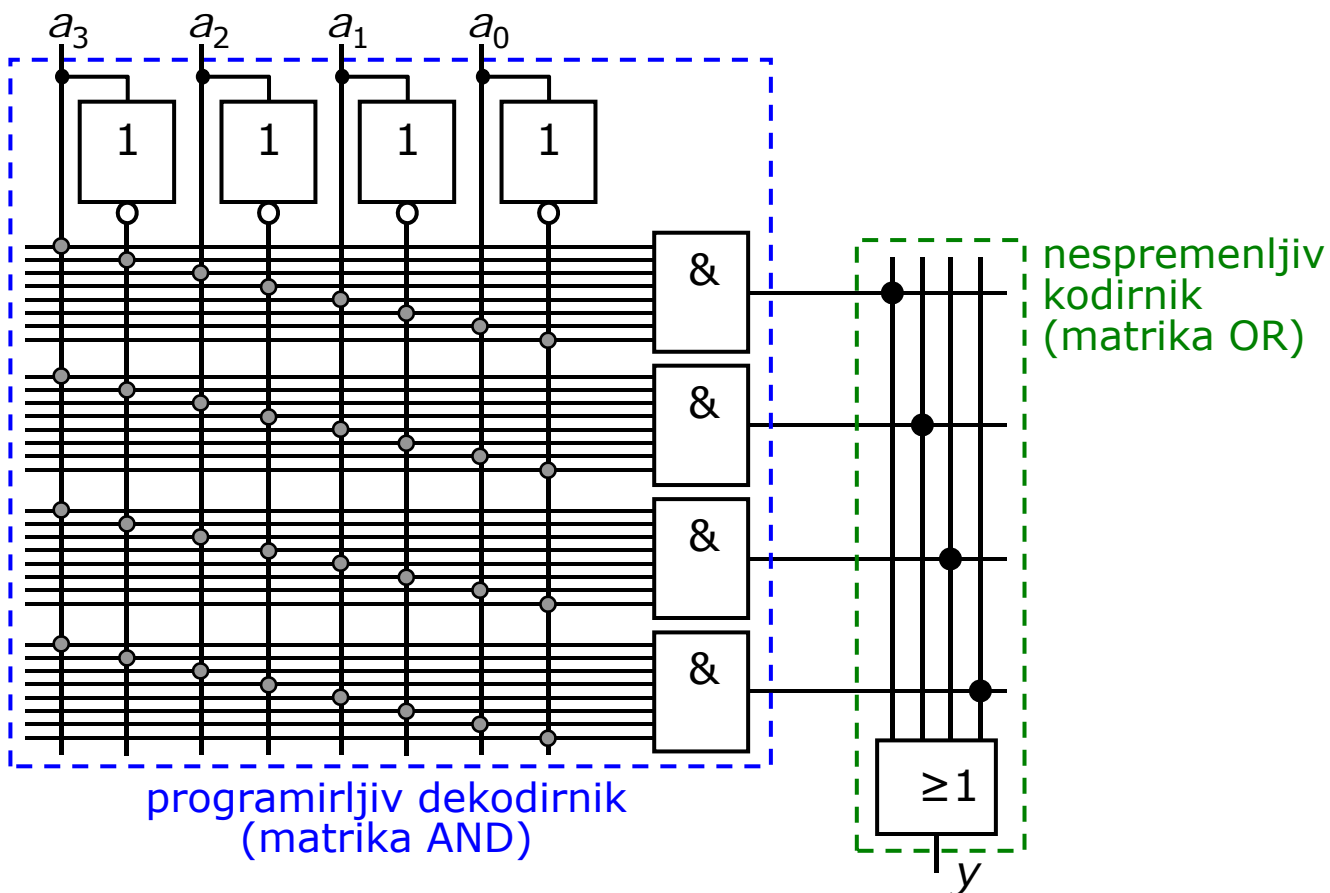 a₃ a₂ a₁ a₀
1 1 1 1
&
nespremenljiv
kodirnik
(matrika OR)
&
&
&
≥1
programirljiv dekodirnik
(matrika AND)
y